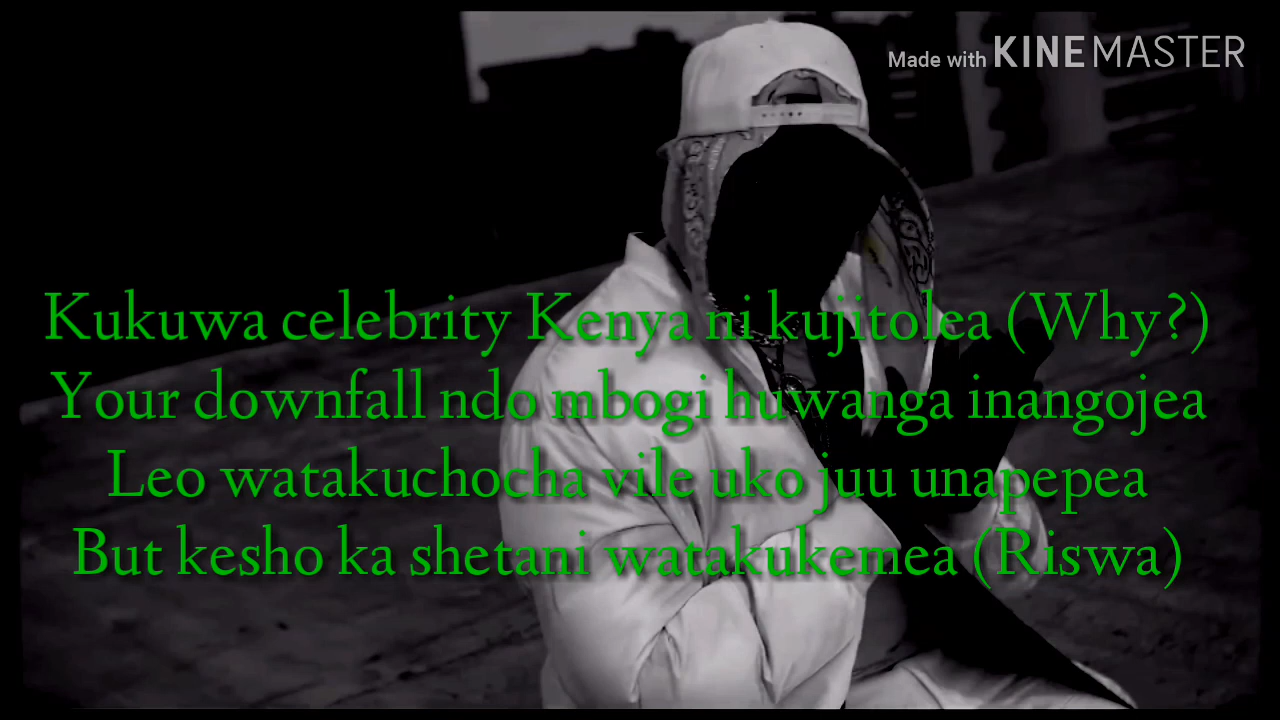 Made with KINEMASTER
Kukuwa celebrity Kenya ni kujitolea (Why?)
Your downfall ndo mbogi huwanga inangojea
Leo watakuchocha vile uko juu unapepea
But kesho ka shetani watakukemea (Riswa)